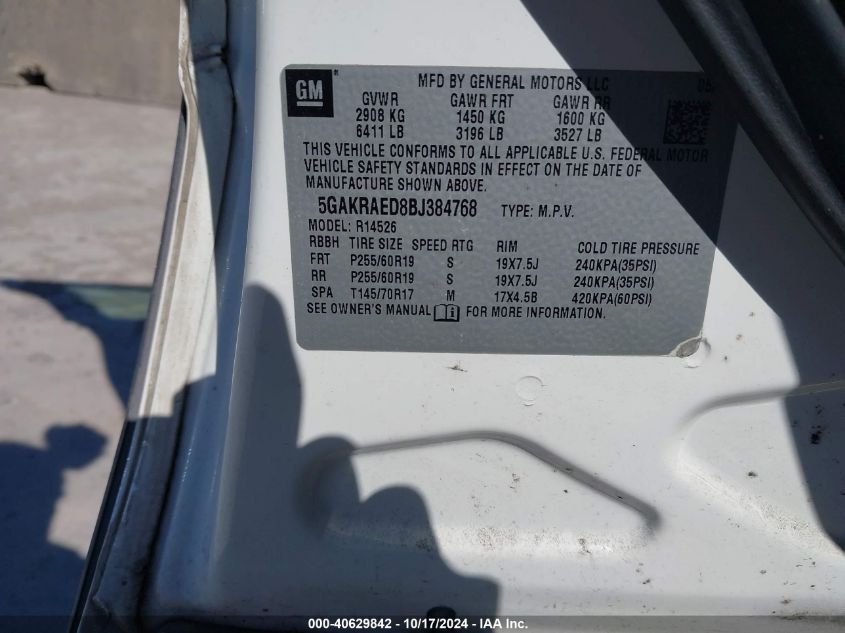 GM
MFD BY GENERAL MOTORS LLC
GVWR GAWR FRT GAWR RR
2908 KG 1450 KG 1600 KG
6411 LB 3196 LB 3527 LB
THIS VEHICLE CONFORMS TO ALL APPLICABLE U.S. FEDERAL MOTOR
VEHICLE SAFETY STANDARDS IN EFFECT ON THE DATE OF
MANUFACTURE SHOWN ABOVE.
5GAKRAED8BJ384768 TYPE: M.P.V.
MODEL: R14526
RBBH TIRE SIZE SPEED RTG RIM COLD TIRE PRESSURE
FRT P255/60R19 S 19X7.5J 240KPA(35PSI)
RR P255/60R19 S 19X7.5J 240KPA(35PSI)
SPA T145/70R17 M 17X4.5B 420KPA(60PSI)
SEE OWNER'S MANUAL FOR MORE INFORMATION.
000-40629842 - 10/17/2024 - IAA Inc.